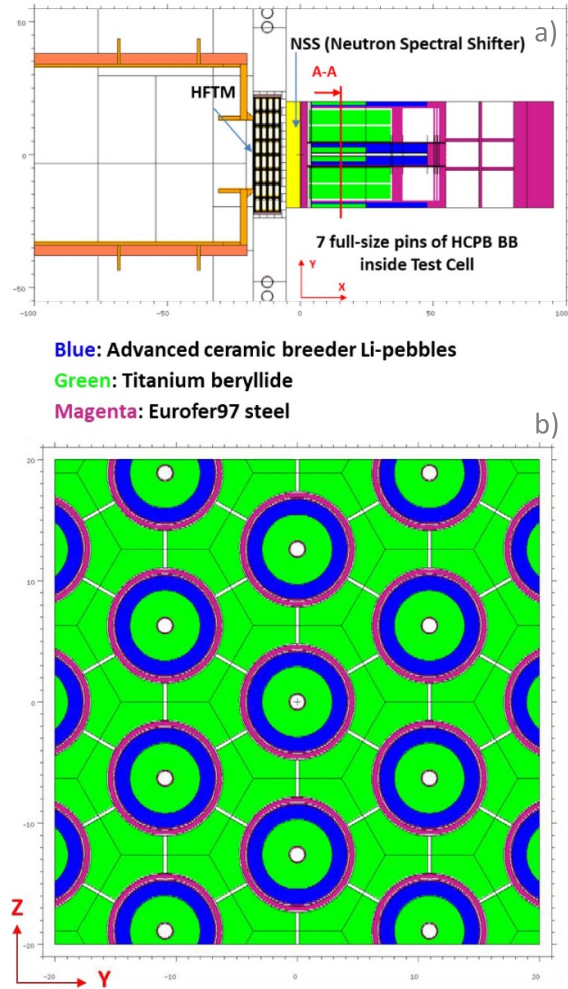 50
a)
NSS (Neutron Spectral Shifter)
A-A
HFTM
0
7 full-size pins of HCPB BB
inside Test Cell
Y
X
-50
-100
-50
0
50
100
Blue: Advanced ceramic breeder Li-pebbles
Green: Titanium beryllide
Magenta: Eurofer97 steel
b)
20
10
0
-10
-20
Z
Y
-20
-10
0
10
20